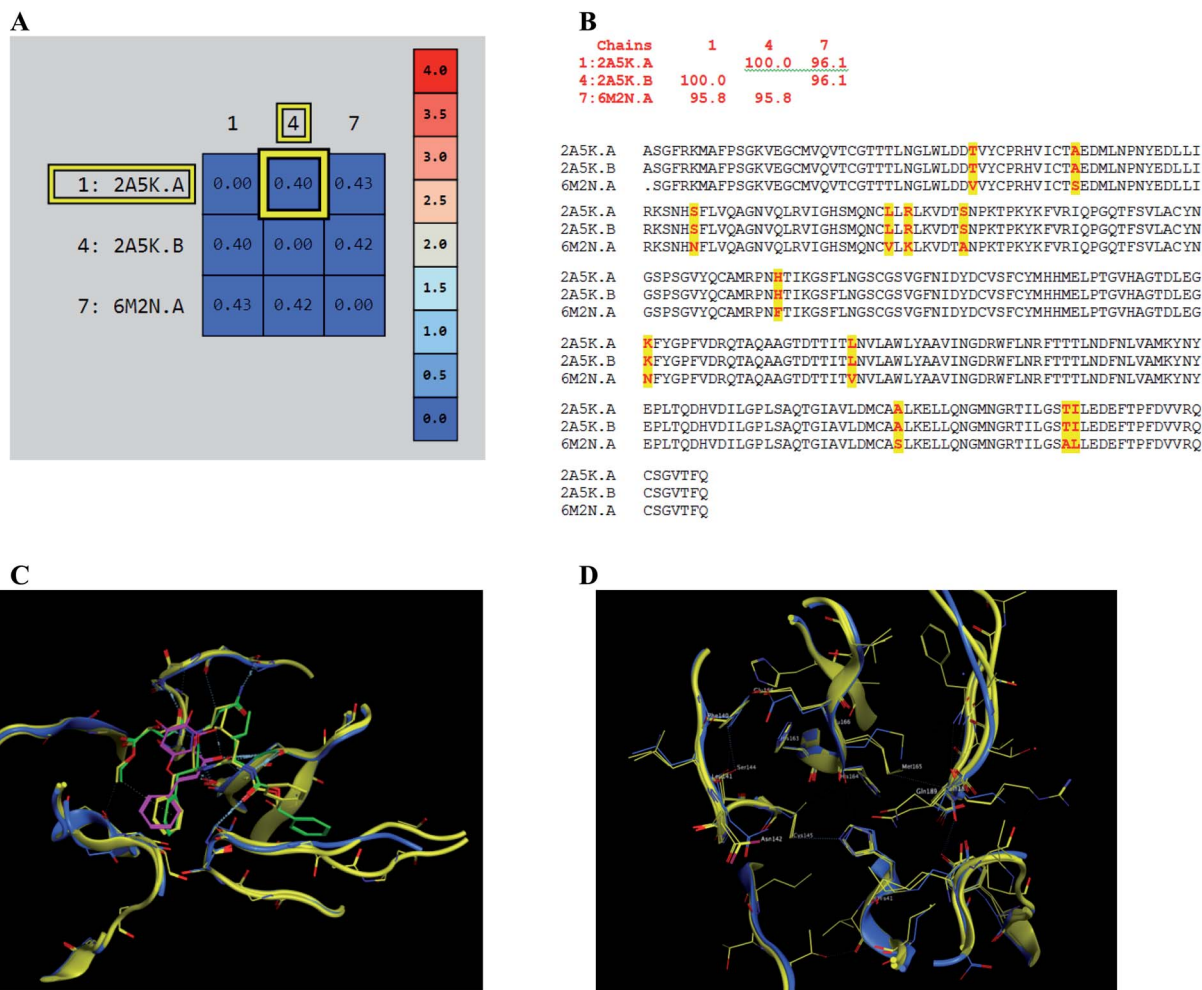 A
1 4 7
1: 2A5K.A 0.00 0.40 0.43
4: 2A5K.B 0.40 0.00 0.42
7: 6M2N.A 0.43 0.42 0.00
4.0
3.5
3.0
2.5
2.0
1.5
1.0
0.5
0.0
B
Chains 1 4 7
1:2A5K.A 100.0 96.1
4:2A5K.B 100.0 96.1
7:6M2N.A 95.8 95.8
2A5K.A ASGFRKMAFPSGKVEGCMVQVTCGTTTLNGLWLDDTVYCPRHVICTAEDMLNPNYEDLLI
2A5K.B ASGFRKMAFPSGKVEGCMVQVTCGTTTLNGLWLDDTVYCPRHVICTAEDMLNPNYEDLLI
6M2N.A .SGFRKMAFPSGKVEGCMVQVTCGTTTLNGLWLDDVVYCPRHVICTSEDMLNPNYEDLLI
2A5K.A RKSNHSFLVQAGNVQLRVIGHSMQNCLLRLKVDTSNPKTPKYKFVRIQPGQTFSVLACYN
2A5K.B RKSNHSFLVQAGNVQLRVIGHSMQNCLLRLKVDTSNPKTPKYKFVRIQPGQTFSVLACYN
6M2N.A RKSNHNFLVQAGNVQLRVIGHSMQNCVLKLKVDTANPKTPKYKFVRIQPGQTFSVLACYN
2A5K.A GSPSGVYQCAMRPNHTIKGSFLNGSCGSVGFNIDYDCVSFCYMHHMELPTGVHAGTDLEG
2A5K.B GSPSGVYQCAMRPNHTIKGSFLNGSCGSVGFNIDYDCVSFCYMHHMELPTGVHAGTDLEG
6M2N.A GSPSGVYQCAMRPNFTIKGSFLNGSCGSVGFNIDYDCVSFCYMHHMELPTGVHAGTDLEG
2A5K.A KFYGPFVDRQTAQAAGTDTTITLNVLAWLYAAVINGDRWFLNRFTTTLNDFNLVAMKYNY
2A5K.B KFYGPFVDRQTAQAAGTDTTITLNVLAWLYAAVINGDRWFLNRFTTTLNDFNLVAMKYNY
6M2N.A NFYGPFVDRQTAQAAGTDTTITVNVLAWLYAAVINGDRWFLNRFTTTLNDFNLVAMKYNY
2A5K.A EPLTQDHVDILGPLSAQTGIAVLDMCAALKELLQNGMNGRTILGSTILEDEFTPFDVVRQ
2A5K.B EPLTQDHVDILGPLSAQTGIAVLDMCAALKELLQNGMNGRTILGSTILEDEFTPFDVVRQ
6M2N.A EPLTQDHVDILGPLSAQTGIAVLDMCASLKELLQNGMNGRTILGSALLEDEFTPFDVVRQ
2A5K.A CSGVTFQ
2A5K.B CSGVTFQ
6M2N.A CSGVTFQ
C
D
Phe140
His163
Ser144
Met165
His164
Leu141
Gln189
Asn142
Cys145